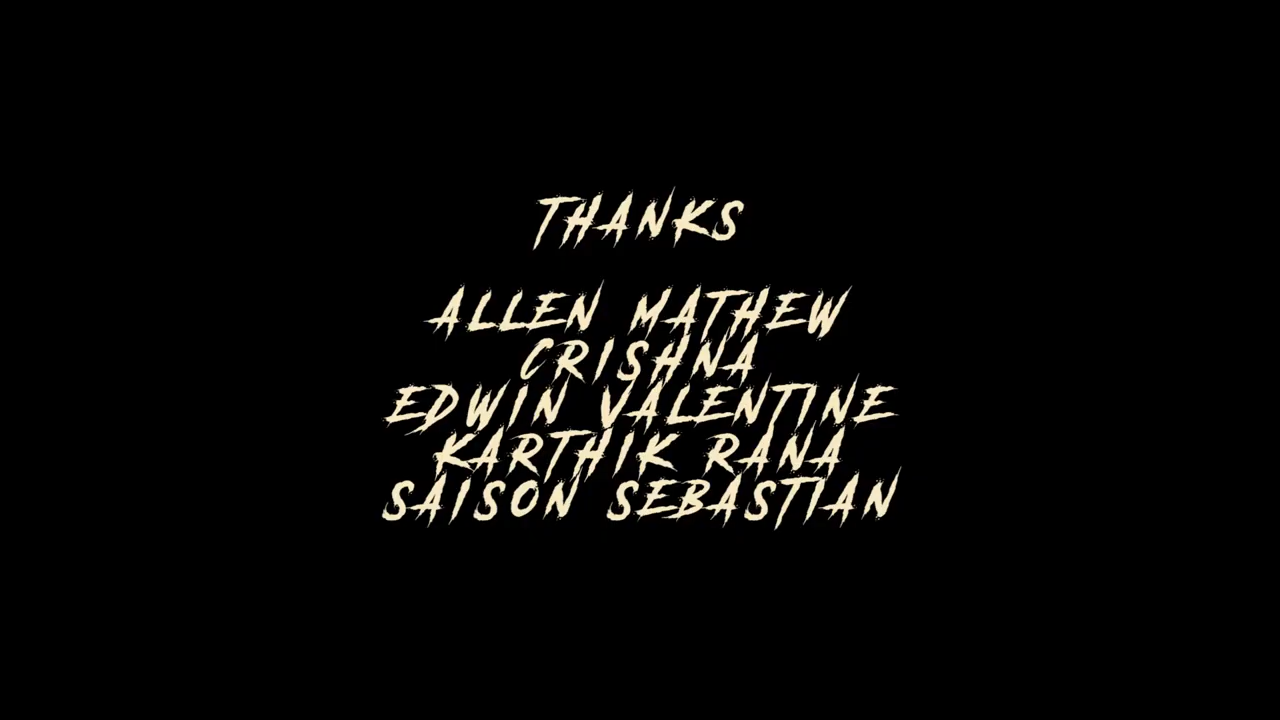 THANKS
ALLEN MATHEW
CRISHNA
EDWIN VALENTINE
KARTHIK RANA
SAISON SEBASTIAN